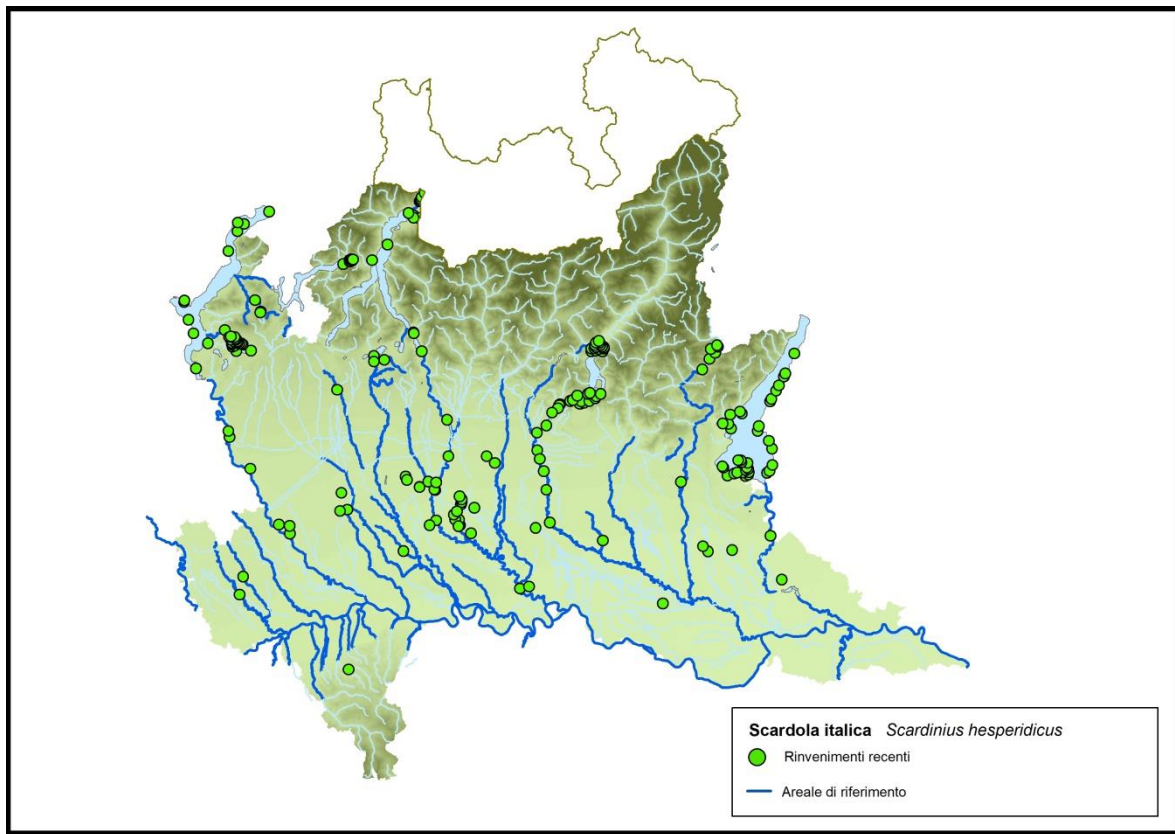 Scardola italica Scardinius hesperidicus
Rinvenimenti recenti
Areale di riferimento